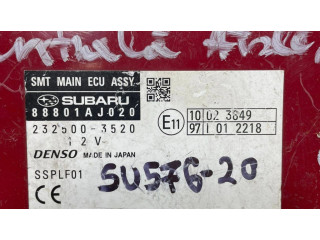 SMT MAIN ECU ASSY
SUBARU
88801AJ020
232500-3520
12V
E11
10 02 3849
97 I 01 2218
DENSO MADE IN JAPAN
SSPLF01
SU576-20